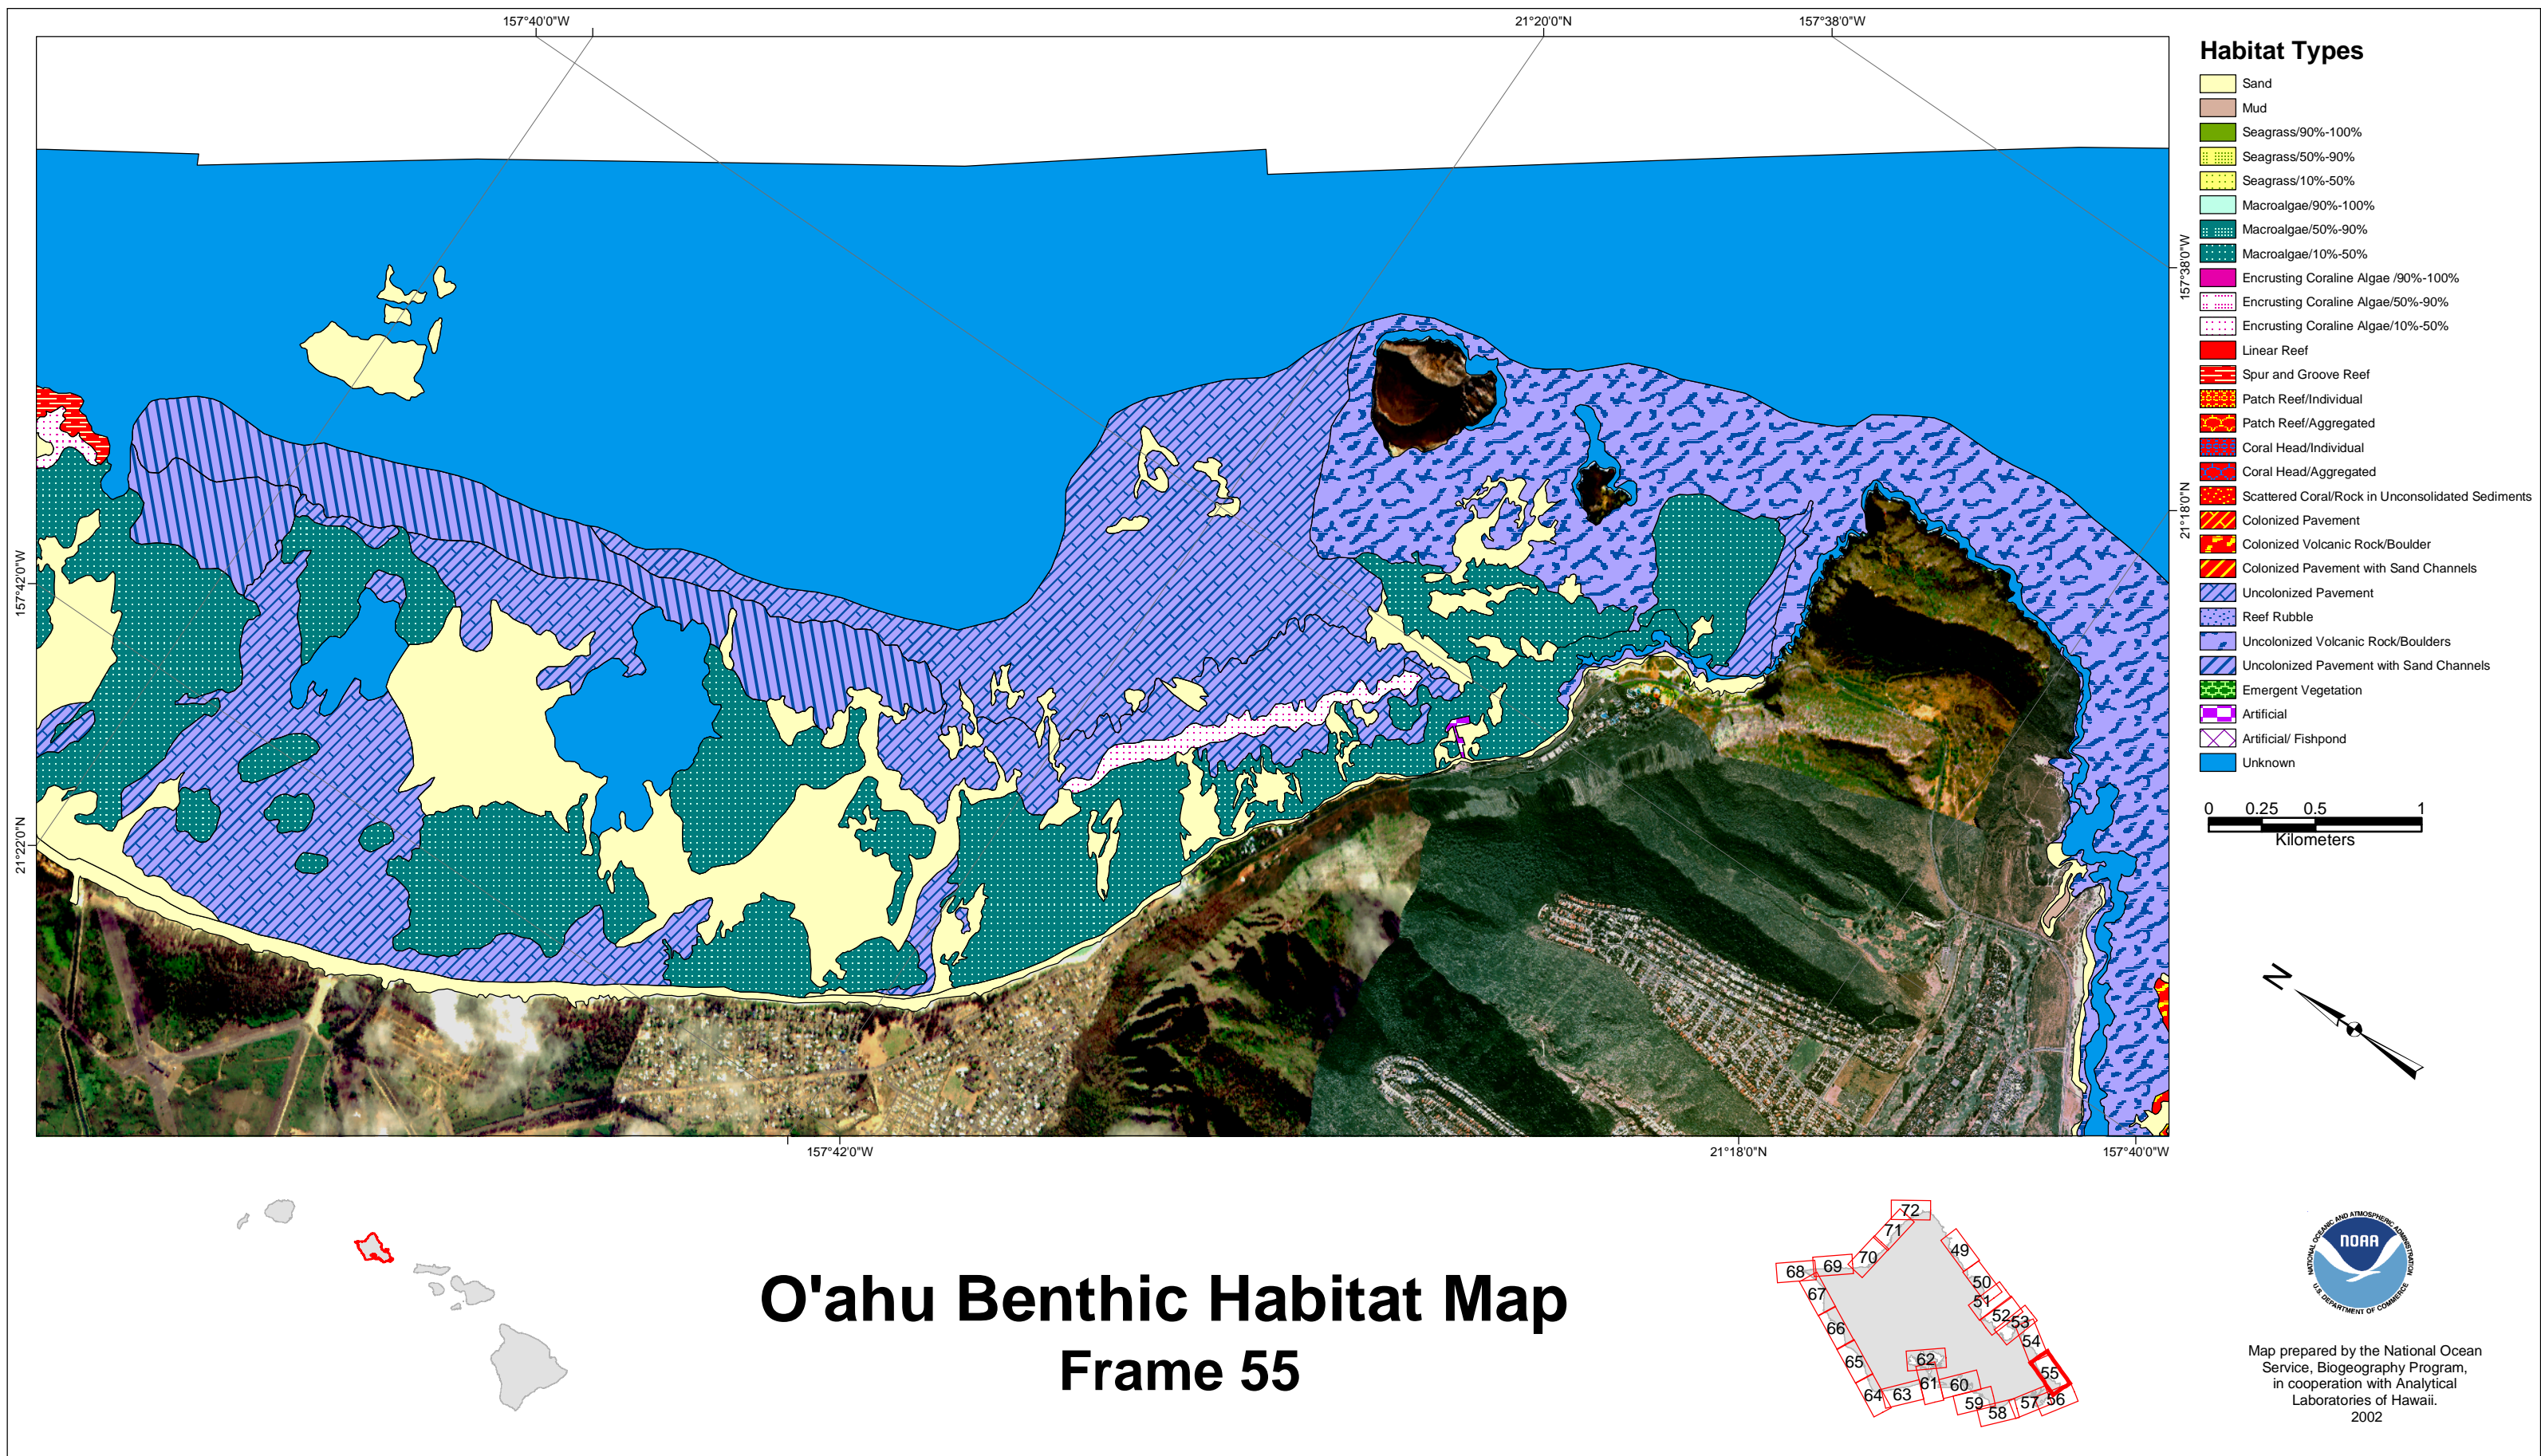 157°40'0"W
21°20'0"N
157°38'0"W
157°38'0"W
21°18'0"N
157°42'0"W
21°22'0"N
157°42'0"W
21°18'0"N
157°40'0"W
Habitat Types
Sand
Mud
Seagrass/90%-100%
Seagrass/50%-90%
Seagrass/10%-50%
Macroalgae/90%-100%
Macroalgae/50%-90%
Macroalgae/10%-50%
Encrusting Coraline Algae /90%-100%
Encrusting Coraline Algae/50%-90%
Encrusting Coraline Algae/10%-50%
Linear Reef
Spur and Groove Reef
Patch Reef/Individual
Patch Reef/Aggregated
Coral Head/Individual
Coral Head/Aggregated
Scattered Coral/Rock in Unconsolidated Sediments
Colonized Pavement
Colonized Volcanic Rock/Boulder
Colonized Pavement with Sand Channels
Uncolonized Pavement
Reef Rubble
Uncolonized Volcanic Rock/Boulders
Uncolonized Pavement with Sand Channels
Emergent Vegetation
Artificial
Artificial/ Fishpond
Unknown
0 0.25 0.5 1
Kilometers
N
O'ahu Benthic Habitat Map
Frame 55
72
71
70
69
68
67
66
65
64
63
62
61
60
59
58
57
56
55
54
53
52
51
50
49
NATIONAL OCEANIC AND ATMOSPHERIC ADMINISTRATION
NOAA
U.S. DEPARTMENT OF COMMERCE
Map prepared by the National Ocean
Service, Biogeography Program,
in cooperation with Analytical
Laboratories of Hawaii.
2002